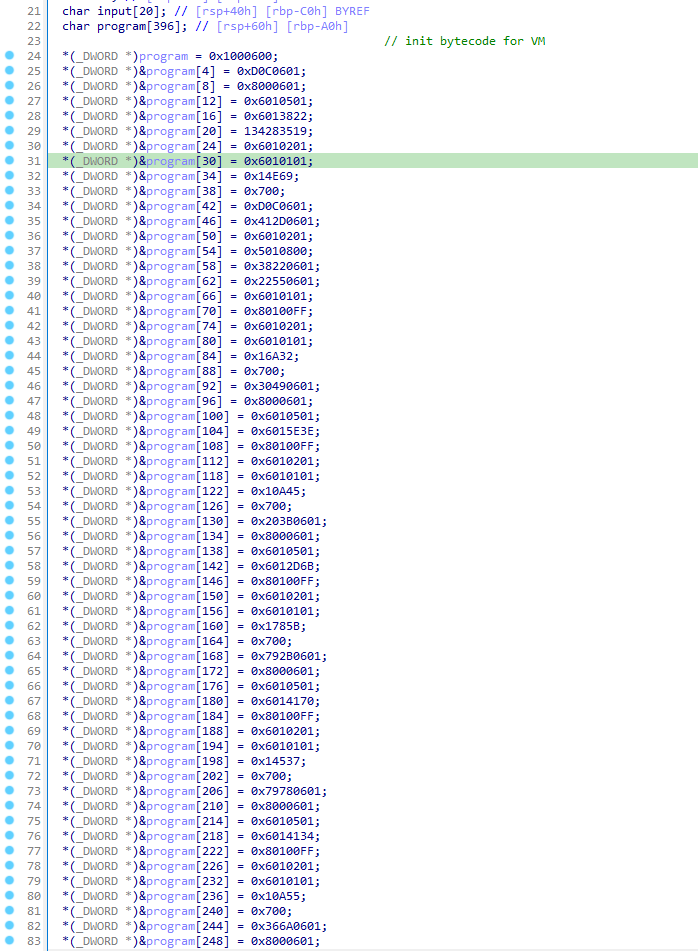 21 char input[20]; // [rsp+40h] [rbp-C0h] BYREF
22 char program[396]; // [rsp+60h] [rbp-A0h]
23 // init bytecode for VM
24 *(_DWORD *)program = 0x1000600;
25 *(_DWORD *)&program[4] = 0xD0C0601;
26 *(_DWORD *)&program[8] = 0x8000601;
27 *(_DWORD *)&program[12] = 0x6010501;
28 *(_DWORD *)&program[16] = 0x6013822;
29 *(_DWORD *)&program[20] = 134283519;
30 *(_DWORD *)&program[24] = 0x6010201;
31 *(_DWORD *)&program[30] = 0x6010101;
32 *(_DWORD *)&program[34] = 0x14E69;
33 *(_DWORD *)&program[38] = 0x700;
34 *(_DWORD *)&program[42] = 0xD0C0601;
35 *(_DWORD *)&program[46] = 0x412D0601;
36 *(_DWORD *)&program[50] = 0x6010201;
37 *(_DWORD *)&program[54] = 0x5010800;
38 *(_DWORD *)&program[58] = 0x38220601;
39 *(_DWORD *)&program[62] = 0x22550601;
40 *(_DWORD *)&program[66] = 0x6010101;
41 *(_DWORD *)&program[70] = 0x80100FF;
42 *(_DWORD *)&program[74] = 0x6010201;
43 *(_DWORD *)&program[80] = 0x6010101;
44 *(_DWORD *)&program[84] = 0x16A32;
45 *(_DWORD *)&program[88] = 0x700;
46 *(_DWORD *)&program[92] = 0x30490601;
47 *(_DWORD *)&program[96] = 0x8000601;
48 *(_DWORD *)&program[100] = 0x6010501;
49 *(_DWORD *)&program[104] = 0x6015E3E;
50 *(_DWORD *)&program[108] = 0x80100FF;
51 *(_DWORD *)&program[112] = 0x6010201;
52 *(_DWORD *)&program[118] = 0x6010101;
53 *(_DWORD *)&program[122] = 0x10A45;
54 *(_DWORD *)&program[126] = 0x700;
55 *(_DWORD *)&program[130] = 0x203B0601;
56 *(_DWORD *)&program[134] = 0x8000601;
57 *(_DWORD *)&program[138] = 0x6010501;
58 *(_DWORD *)&program[142] = 0x6012D6B;
59 *(_DWORD *)&program[146] = 0x80100FF;
60 *(_DWORD *)&program[150] = 0x6010201;
61 *(_DWORD *)&program[156] = 0x6010101;
62 *(_DWORD *)&program[160] = 0x1785B;
63 *(_DWORD *)&program[164] = 0x700;
64 *(_DWORD *)&program[168] = 0x792B0601;
65 *(_DWORD *)&program[172] = 0x8000601;
66 *(_DWORD *)&program[176] = 0x6010501;
67 *(_DWORD *)&program[180] = 0x6014170;
68 *(_DWORD *)&program[184] = 0x80100FF;
69 *(_DWORD *)&program[188] = 0x6010201;
70 *(_DWORD *)&program[194] = 0x6010101;
71 *(_DWORD *)&program[198] = 0x14537;
72 *(_DWORD *)&program[202] = 0x700;
73 *(_DWORD *)&program[206] = 0x79780601;
74 *(_DWORD *)&program[210] = 0x8000601;
75 *(_DWORD *)&program[214] = 0x6010501;
76 *(_DWORD *)&program[218] = 0x6014134;
77 *(_DWORD *)&program[222] = 0x80100FF;
78 *(_DWORD *)&program[226] = 0x6010201;
79 *(_DWORD *)&program[232] = 0x6010101;
80 *(_DWORD *)&program[236] = 0x10A55;
81 *(_DWORD *)&program[240] = 0x700;
82 *(_DWORD *)&program[244] = 0x366A0601;
83 *(_DWORD *)&program[248] = 0x8000601;